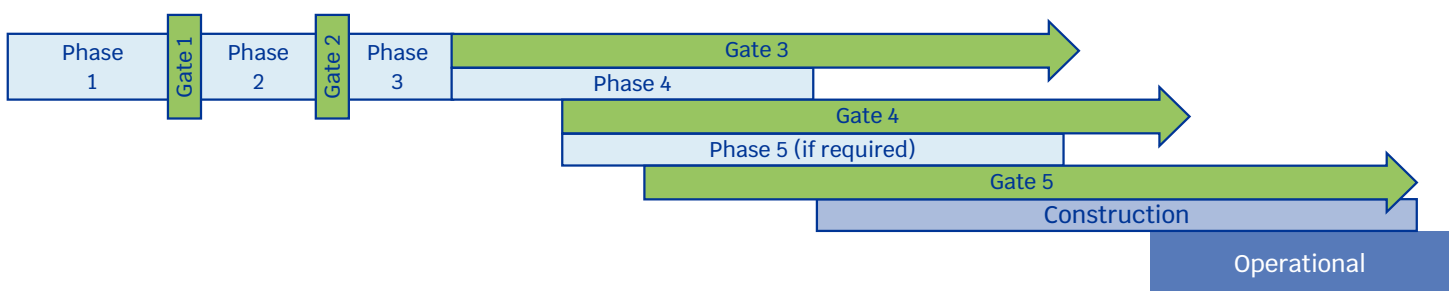 Phase
1
Gate 1
Phase
2
Gate 2
Phase
3
Gate 3
Phase 4
Gate 4
Phase 5 (if required)
Gate 5
Construction
Operational